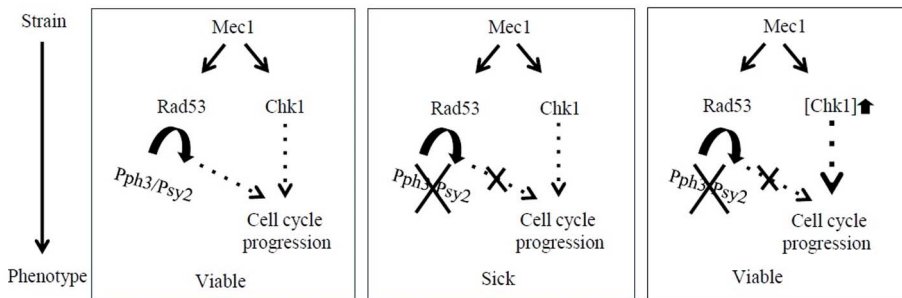 Strain
Phenotype
Mec1
Rad53
Chk1
Pph3/Psy2
Cell cycle
progression
Viable
Mec1
Rad53
Chk1
Pph3/Psy2
Cell cycle
progression
Sick
Mec1
Rad53
[Chk1]
Pph3/Psy2
Cell cycle
progression
Viable